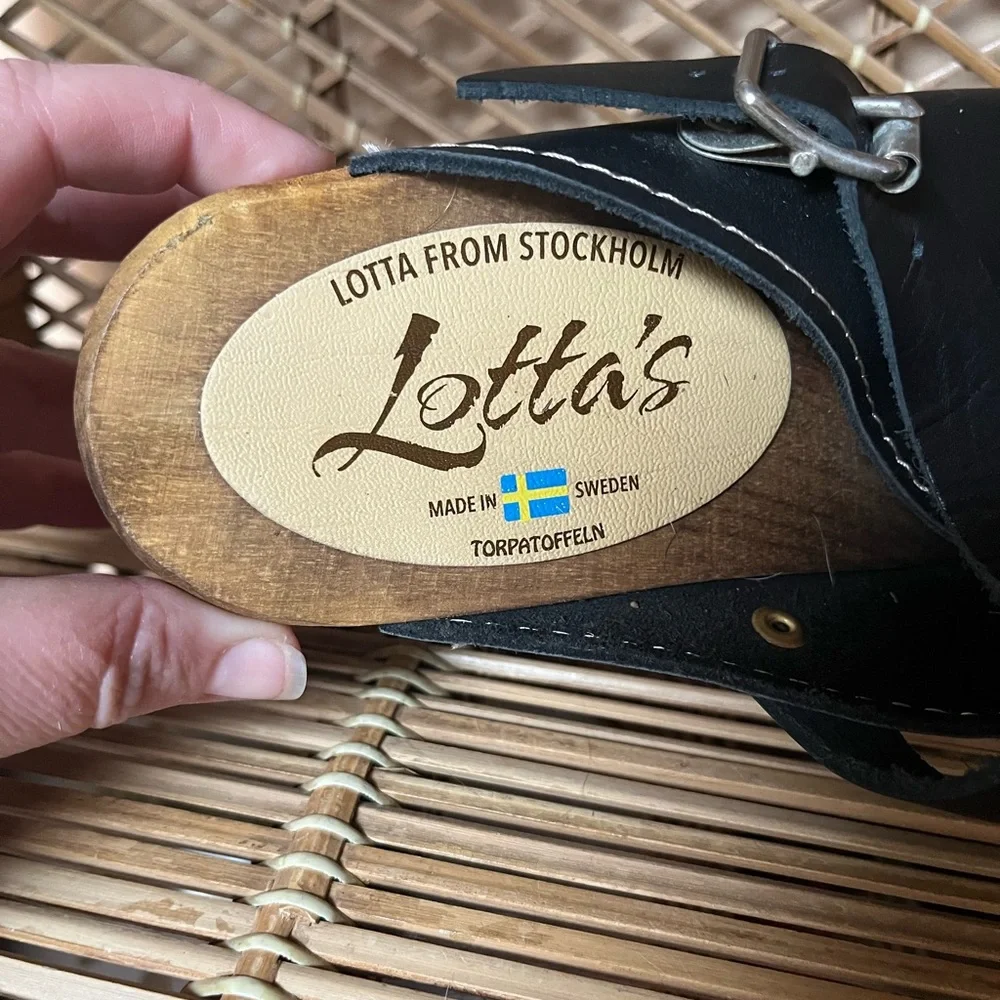 LOTTA FROM STOCKHOLM
Lotta's
MADE IN SWEDEN
TORPATOFFELN